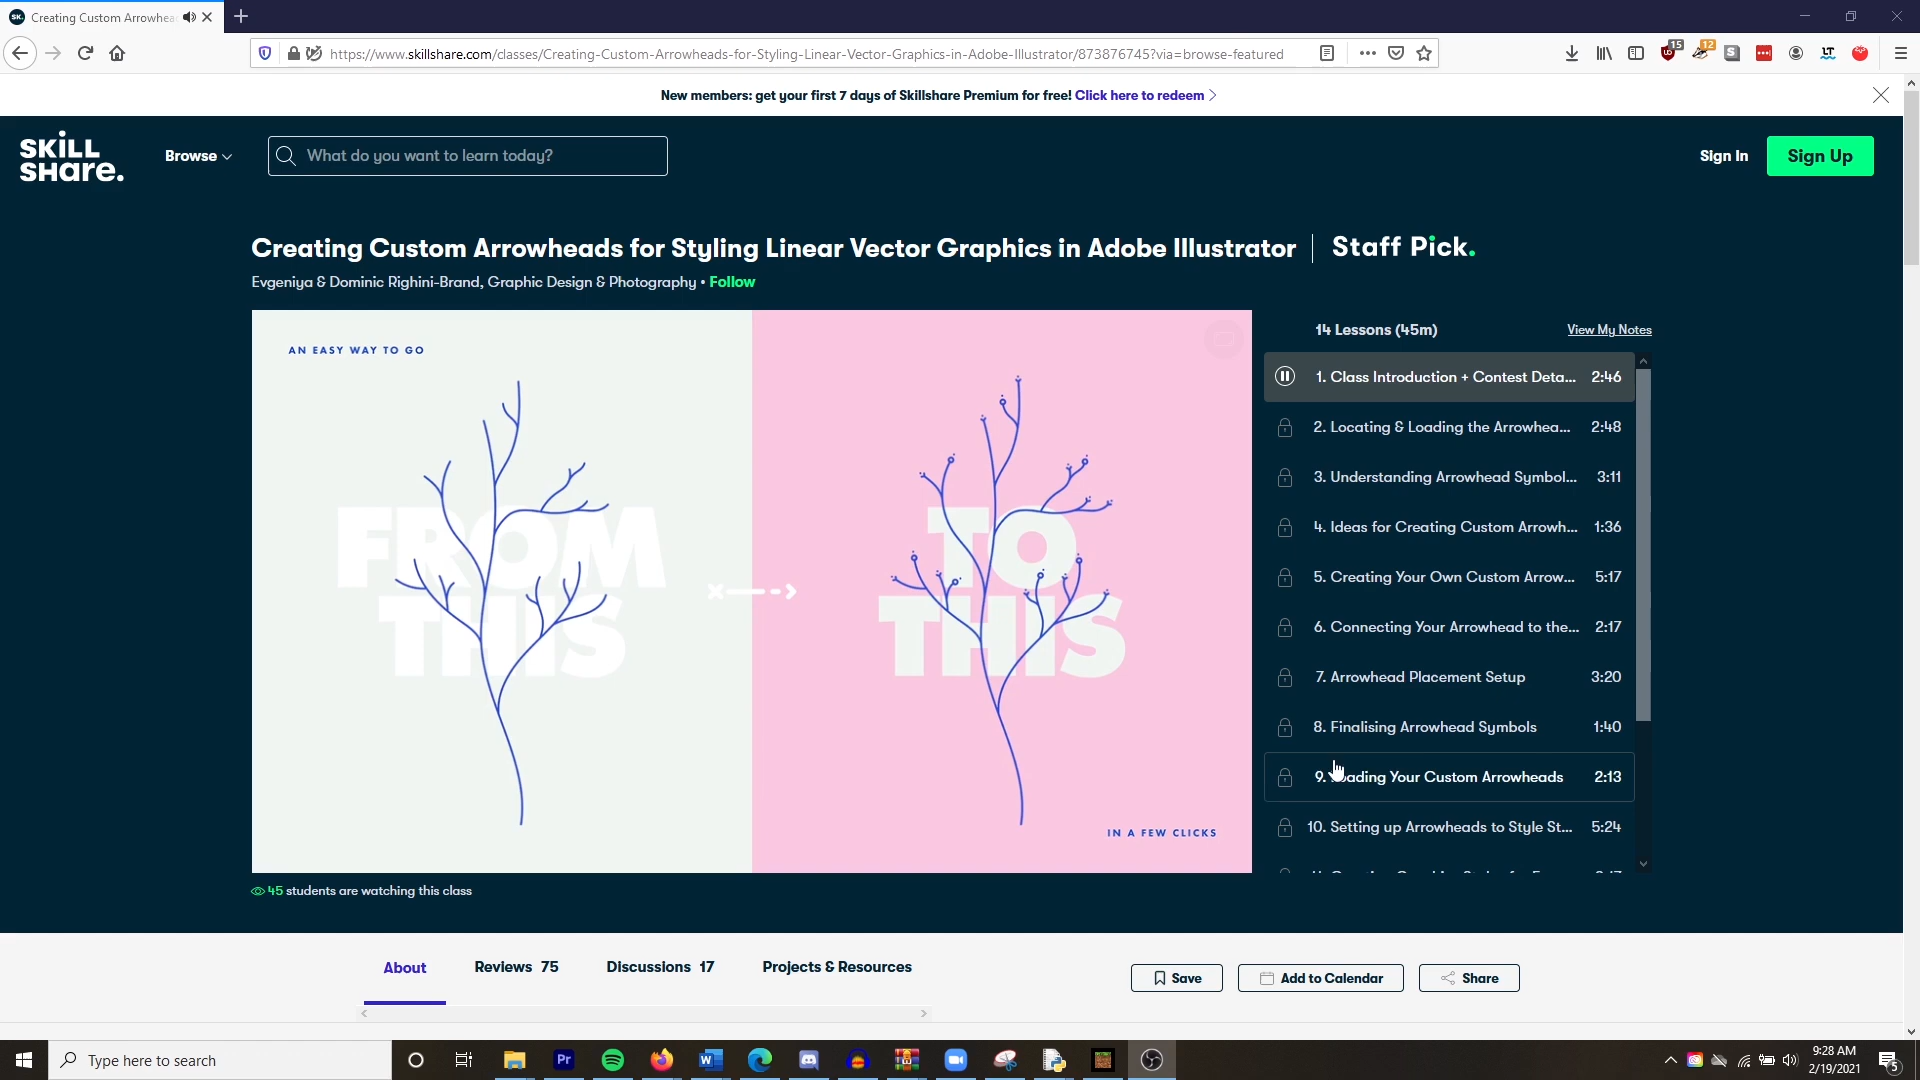 Creating Custom Arrowhea
https://www.skillshare.com/classes/Creating-Custom-Arrowheads-for-Styling-Linear-Vector-Graphics-in-Adobe-Illustrator/873876745?via=browse-featured
15
12
New members: get your first 7 days of Skillshare Premium for free! Click here to redeem
SKILL
SHARE.
Browse
What do you want to learn today?
Sign In
Sign Up
Creating Custom Arrowheads for Styling Linear Vector Graphics in Adobe Illustrator
Staff Pick.
Evgeniya & Dominic Righini-Brand, Graphic Design & Photography • Follow
AN EASY WAY TO GO
FROM
THIS
TO
THIS
IN A FEW CLICKS
14 Lessons (45m)
View My Notes
1. Class Introduction + Contest Deta... 2:46
2. Locating & Loading the Arrowhea... 2:48
3. Understanding Arrowhead Symbol... 3:11
4. Ideas for Creating Custom Arrowh... 1:36
5. Creating Your Own Custom Arrow... 5:17
6. Connecting Your Arrowhead to the... 2:17
7. Arrowhead Placement Setup 3:20
8. Finalising Arrowhead Symbols 1:40
9. ading Your Custom Arrowheads 2:13
10. Setting up Arrowheads to Style St... 5:24
45 students are watching this class
About
Reviews 75
Discussions 17
Projects & Resources
Save
Add to Calendar
Share
Type here to search
9:28 AM
2/19/2021
5